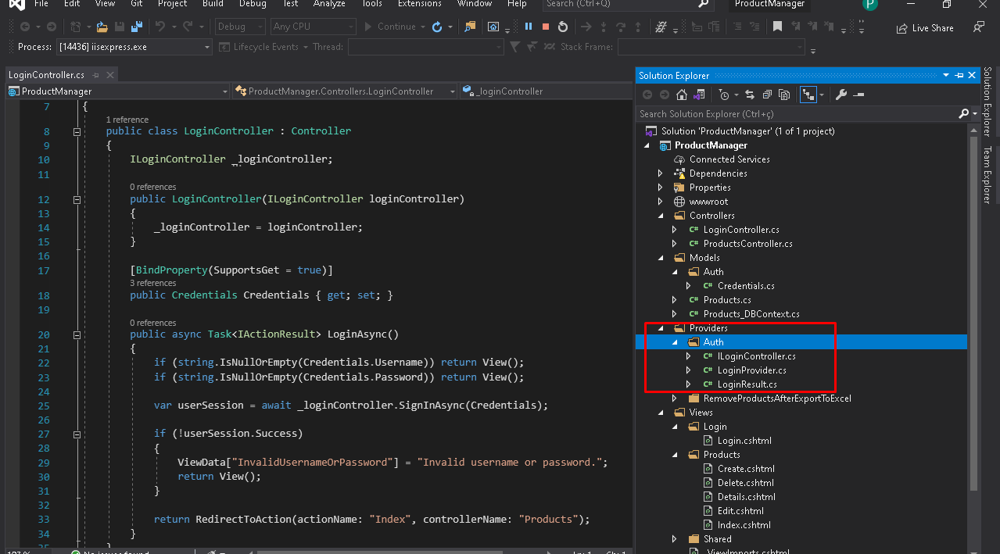 File Edit View Git Project Build Debug Test Analyze Tools Extensions Window Help Search (Ctrl+Q) ProductManager P
Debug Any CPU Continue Live Share
Process: [14436] iisexpress.exe Lifecycle Events Thread: Stack Frame:
LoginController.cs
ProductManager ProductManager.Controllers.LoginController _loginController
7 {
1 reference
8 public class LoginController : Controller
9 {
10 ILoginController _loginController;
11
0 references
12 public LoginController(ILoginController loginController)
13 {
14 _loginController = loginController;
15 }
16
17 [BindProperty(SupportsGet = true)]
3 references
18 public Credentials Credentials { get; set; }
19
0 references
20 public async Task<IActionResult> LoginAsync()
21 {
22 if (string.IsNullOrEmpty(Credentials.Username)) return View();
23 if (string.IsNullOrEmpty(Credentials.Password)) return View();
24
25 var userSession = await _loginController.SignInAsync(Credentials);
26
27 if (!userSession.Success)
28 {
29 ViewData["InvalidUsernameOrPassword"] = "Invalid username or password.";
30 return View();
31 }
32
33 return RedirectToAction(actionName: "Index", controllerName: "Products");
34 }
35 }
Solution Explorer
Search Solution Explorer (Ctrl+ç)
Solution 'ProductManager' (1 of 1 project)
ProductManager
Connected Services
Dependencies
Properties
wwwroot
Controllers
C# LoginController.cs
C# ProductsController.cs
Models
Auth
C# Credentials.cs
C# Products.cs
C# Products_DBContext.cs
Providers
Auth
C# ILoginController.cs
C# LoginProvider.cs
C# LoginResult.cs
RemoveProductsAfterExportToExcel
Views
Login
Login.cshtml
Products
Create.cshtml
Delete.cshtml
Details.cshtml
Edit.cshtml
Index.cshtml
Shared
_ViewImports.cshtml
Solution Explorer
Team Explorer
No issues found Ln: 1 Ch: 1